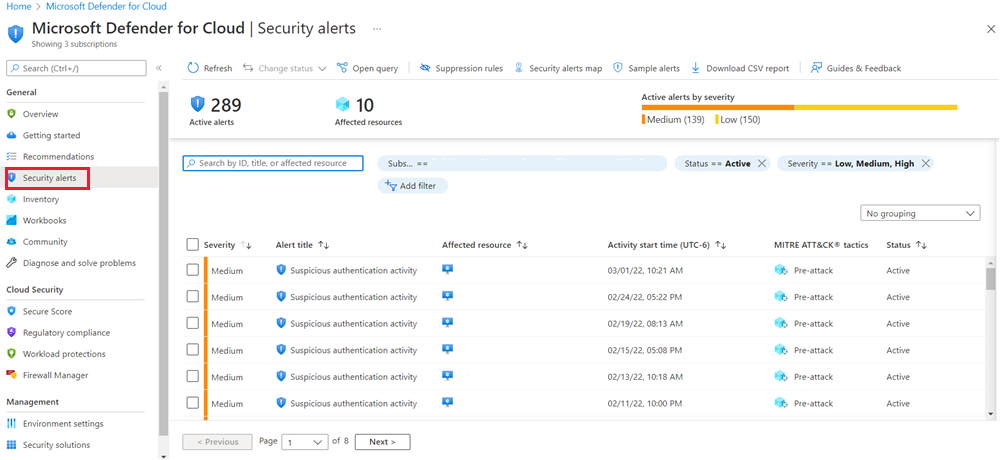 Home > Microsoft Defender for Cloud >
Microsoft Defender for Cloud | Security alerts ...
Showing 3 subscriptions
Search (Ctrl+/) «
Refresh Change status Open query Suppression rules Security alerts map Sample alerts Download CSV report Guides & Feedback
General
Overview
Getting started
Recommendations
Security alerts
Inventory
Workbooks
Community
Diagnose and solve problems
Cloud Security
Secure Score
Regulatory compliance
Workload protections
Firewall Manager
Management
Environment settings
Security solutions
289
Active alerts
10
Affected resources
Active alerts by severity
Medium (139) Low (150)
Search by ID, title, or affected resource Subs... == Status == Active Severity == Low, Medium, High
Add filter
No grouping
Severity Alert title Affected resource Activity start time (UTC-6) MITRE ATT&CK® tactics Status
Medium Suspicious authentication activity 03/01/22, 10:21 AM Pre-attack Active
Medium Suspicious authentication activity 02/24/22, 05:22 PM Pre-attack Active
Medium Suspicious authentication activity 02/19/22, 08:13 AM Pre-attack Active
Medium Suspicious authentication activity 02/15/22, 05:08 PM Pre-attack Active
Medium Suspicious authentication activity 02/13/22, 10:18 AM Pre-attack Active
Medium Suspicious authentication activity 02/11/22, 10:00 PM Pre-attack Active
< Previous Page 1 of 8 Next >